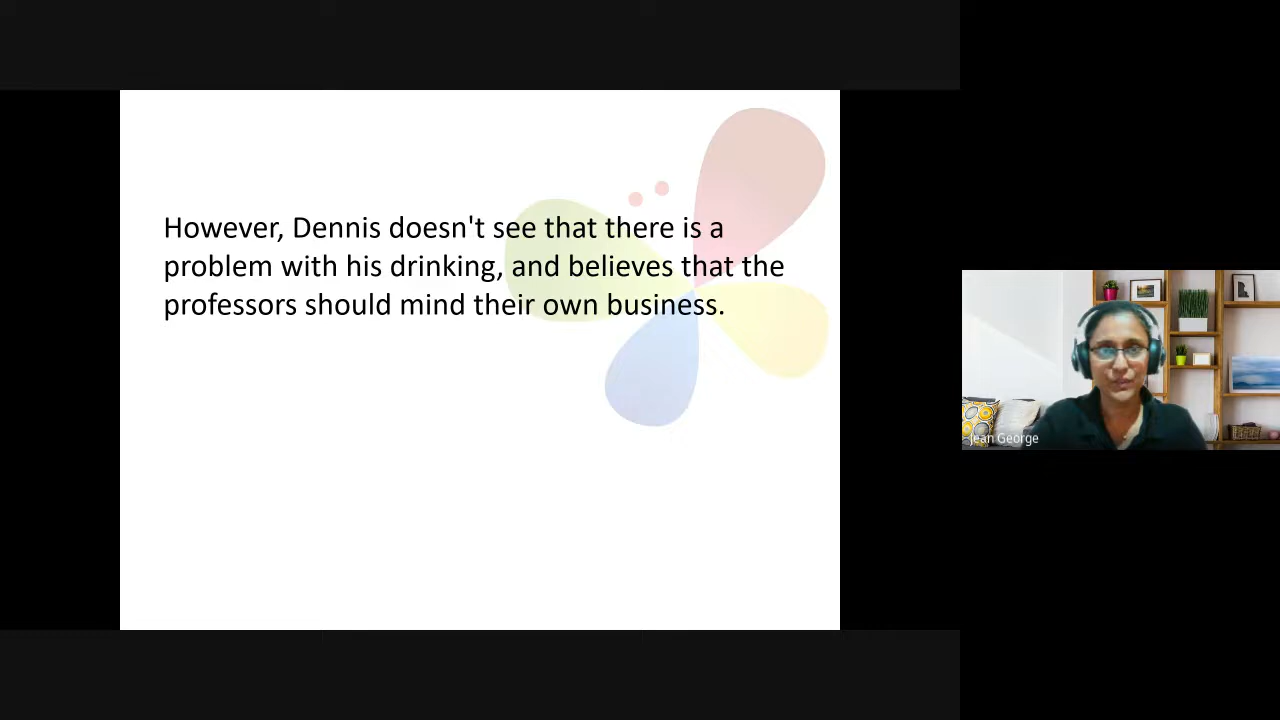 However, Dennis doesn't see that there is a
problem with his drinking, and believes that the
professors should mind their own business.
Jean George